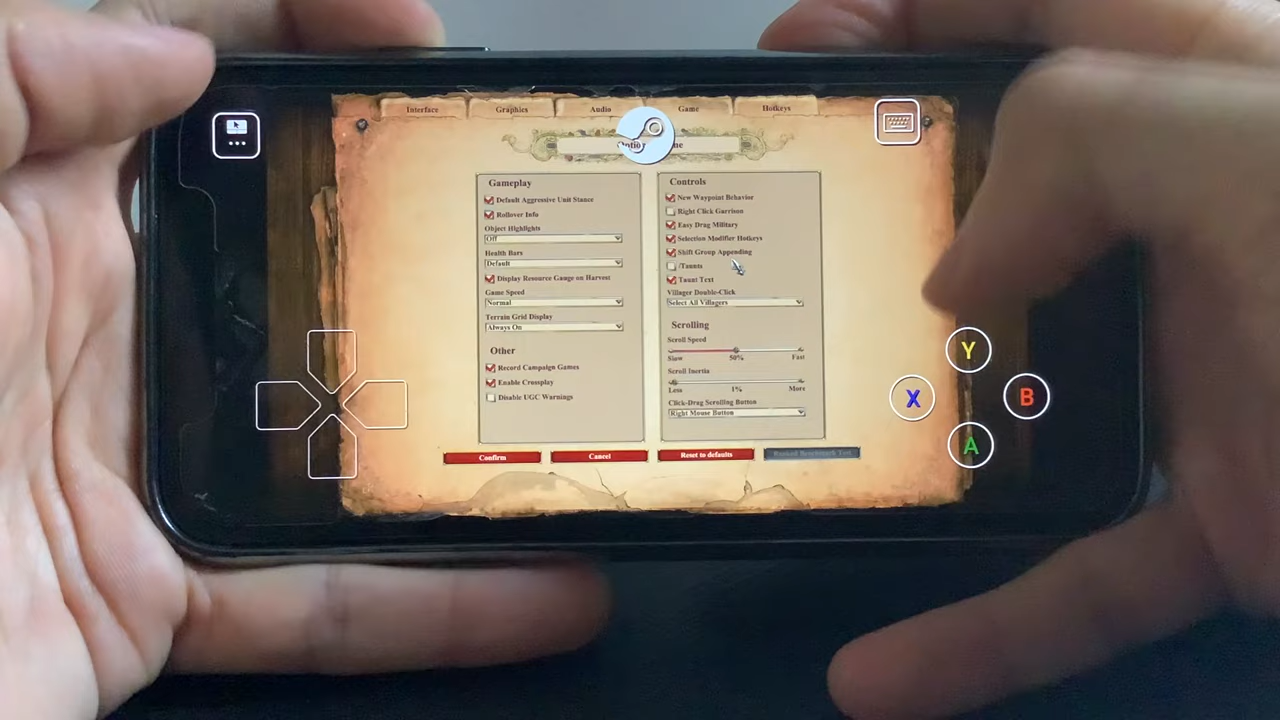 Interface
Graphics
Audio
Game
Hotkeys
Gameplay
Default Aggressive Unit Stance
Rollover Info
Object Highlights
Off
Health Bars
Default
Display Resource Gauge on Harvest
Game Speed
Normal
Terrain Grid Display
Always On
Other
Record Campaign Games
Enable Crossplay
Disable UGC Warnings
Controls
New Waypoint Behavior
Right Click Garrison
Easy Drag Military
Selection Modifier Hotkeys
Shift Group Appending
/Taunts
Taunt Text
Villager Double-Click
Select All Villagers
Scrolling
Scroll Speed
Slow 50% Fast
Scroll Inertia
Less 1% More
Click-Drag Scrolling Button
Right Mouse Button
Confirm
Cancel
Reset to defaults
Ranked Benchmark Test
Y
X
B
A